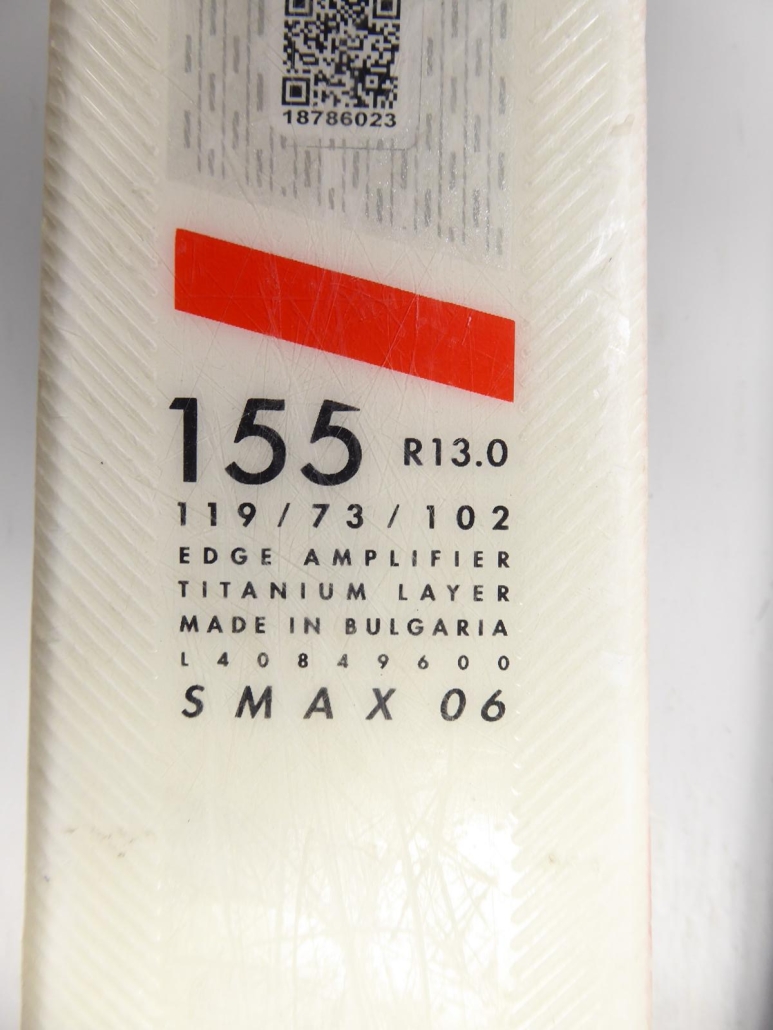 18786023
155 R13.0
119/73/102
EDGE AMPLIFIER
TITANIUM LAYER
MADE IN BULGARIA
L40849600
SMAX 06